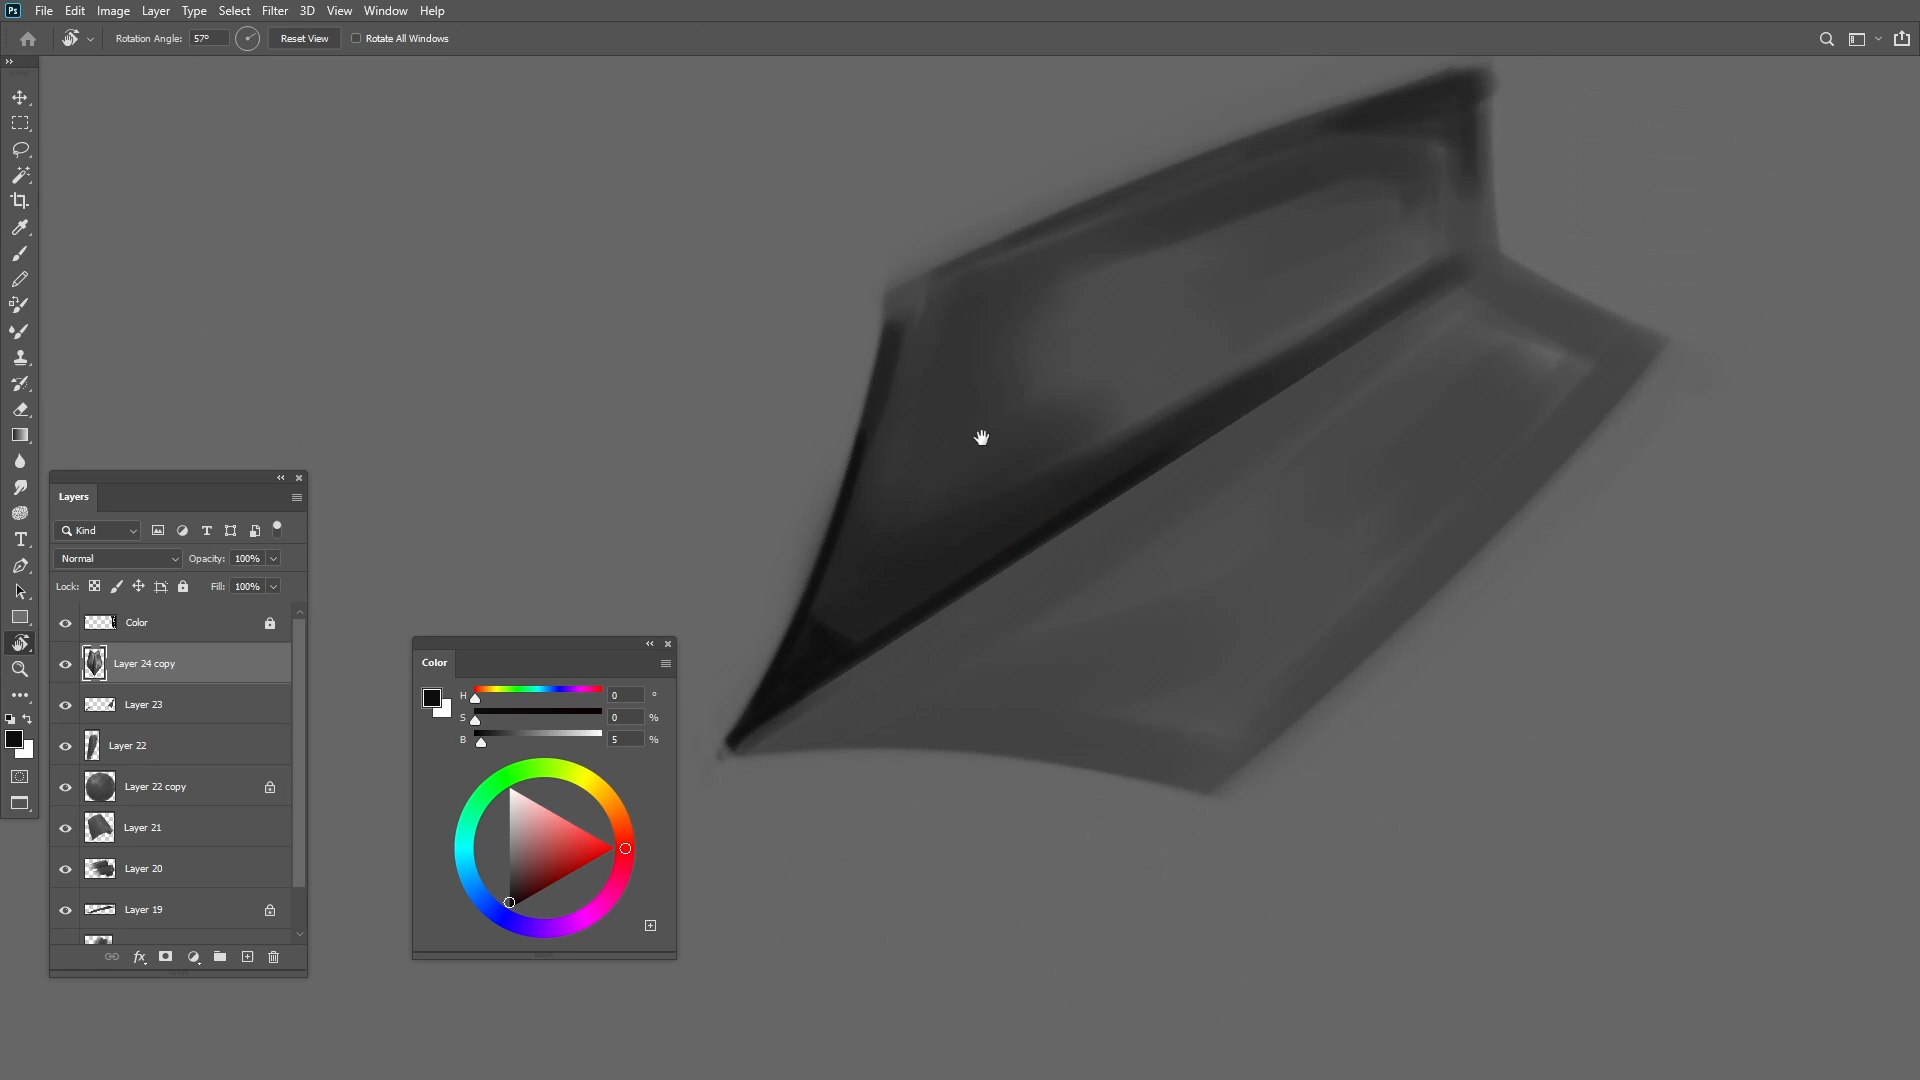 Ps File Edit Image Layer Type Select Filter 3D View Window Help
Rotation Angle: 57° Reset View Rotate All Windows
Layers
Kind
Normal Opacity: 100%
Lock: Fill: 100%
Color
Layer 24 copy
Layer 23
Layer 22
Layer 22 copy
Layer 21
Layer 20
Layer 19
fx
Color
H 0 °
S 0 %
B 5 %